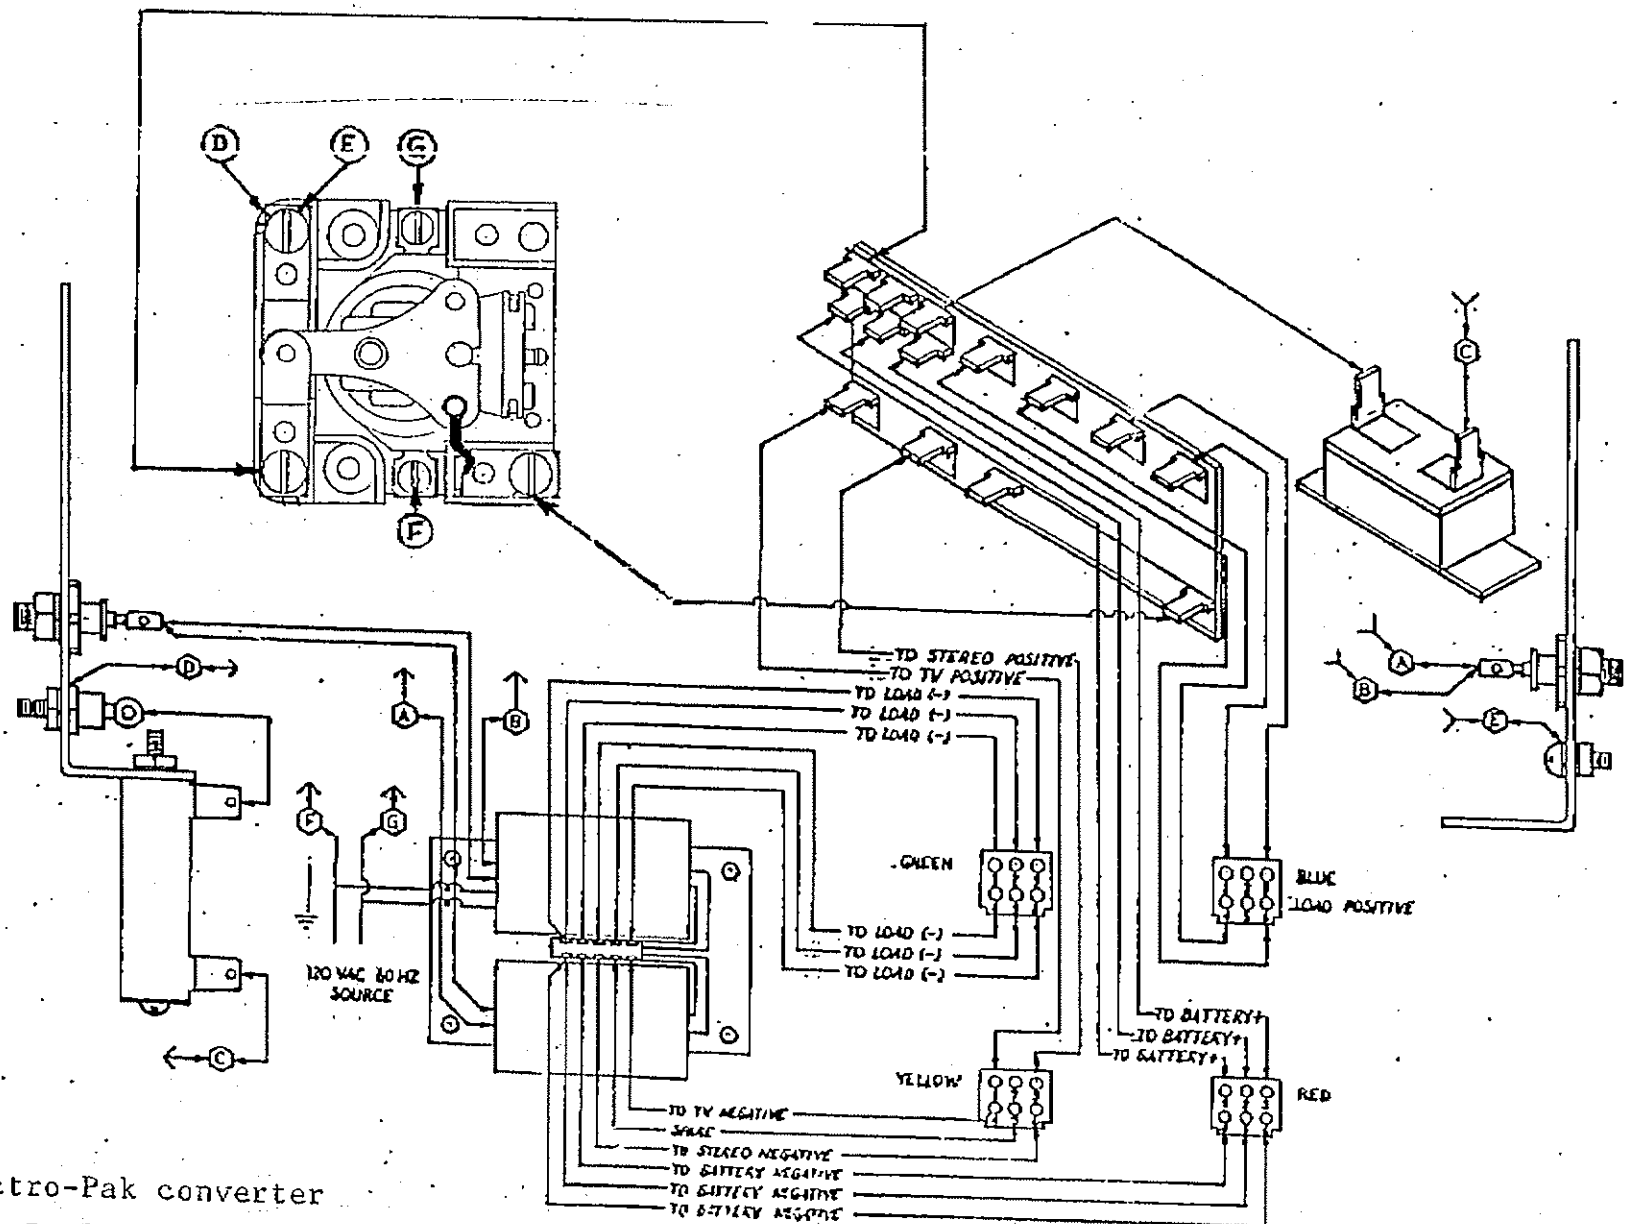 D
E
G
F
C
A
B
E
D
A
B
F
G
TO STEREO POSITIVE
TO TV POSITIVE
TO LOAD (-)
TO LOAD (-)
TO LOAD (-)
GREEN
BLUE
LOAD POSITIVE
TO LOAD (-)
TO LOAD (-)
TO LOAD (-)
120 VAC 60 HZ
SOURCE
C
TO BATTERY+
TO BATTERY+
TO BATTERY+
YELLOW
RED
TO TV NEGATIVE
SPARE
TO STEREO NEGATIVE
TO BATTERY NEGATIVE
TO BATTERY NEGATIVE
TO BATTERY NEGATIVE
ctro-Pak converter